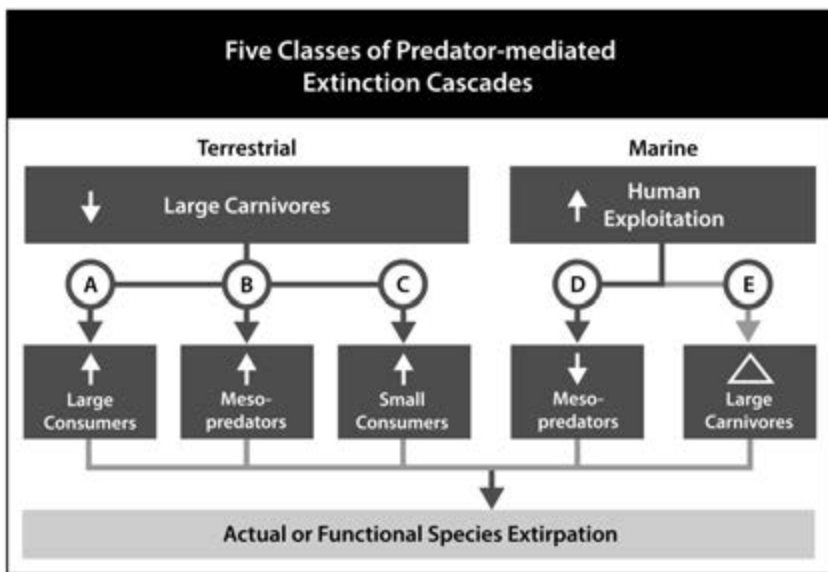 Five Classes of Predator-mediated
Extinction Cascades
Terrestrial
Marine
Large Carnivores
Human
Exploitation
A
B
C
D
E
Large
Consumers
Meso-
predators
Small
Consumers
Meso-
predators
Large
Carnivores
Actual or Functional Species Extirpation